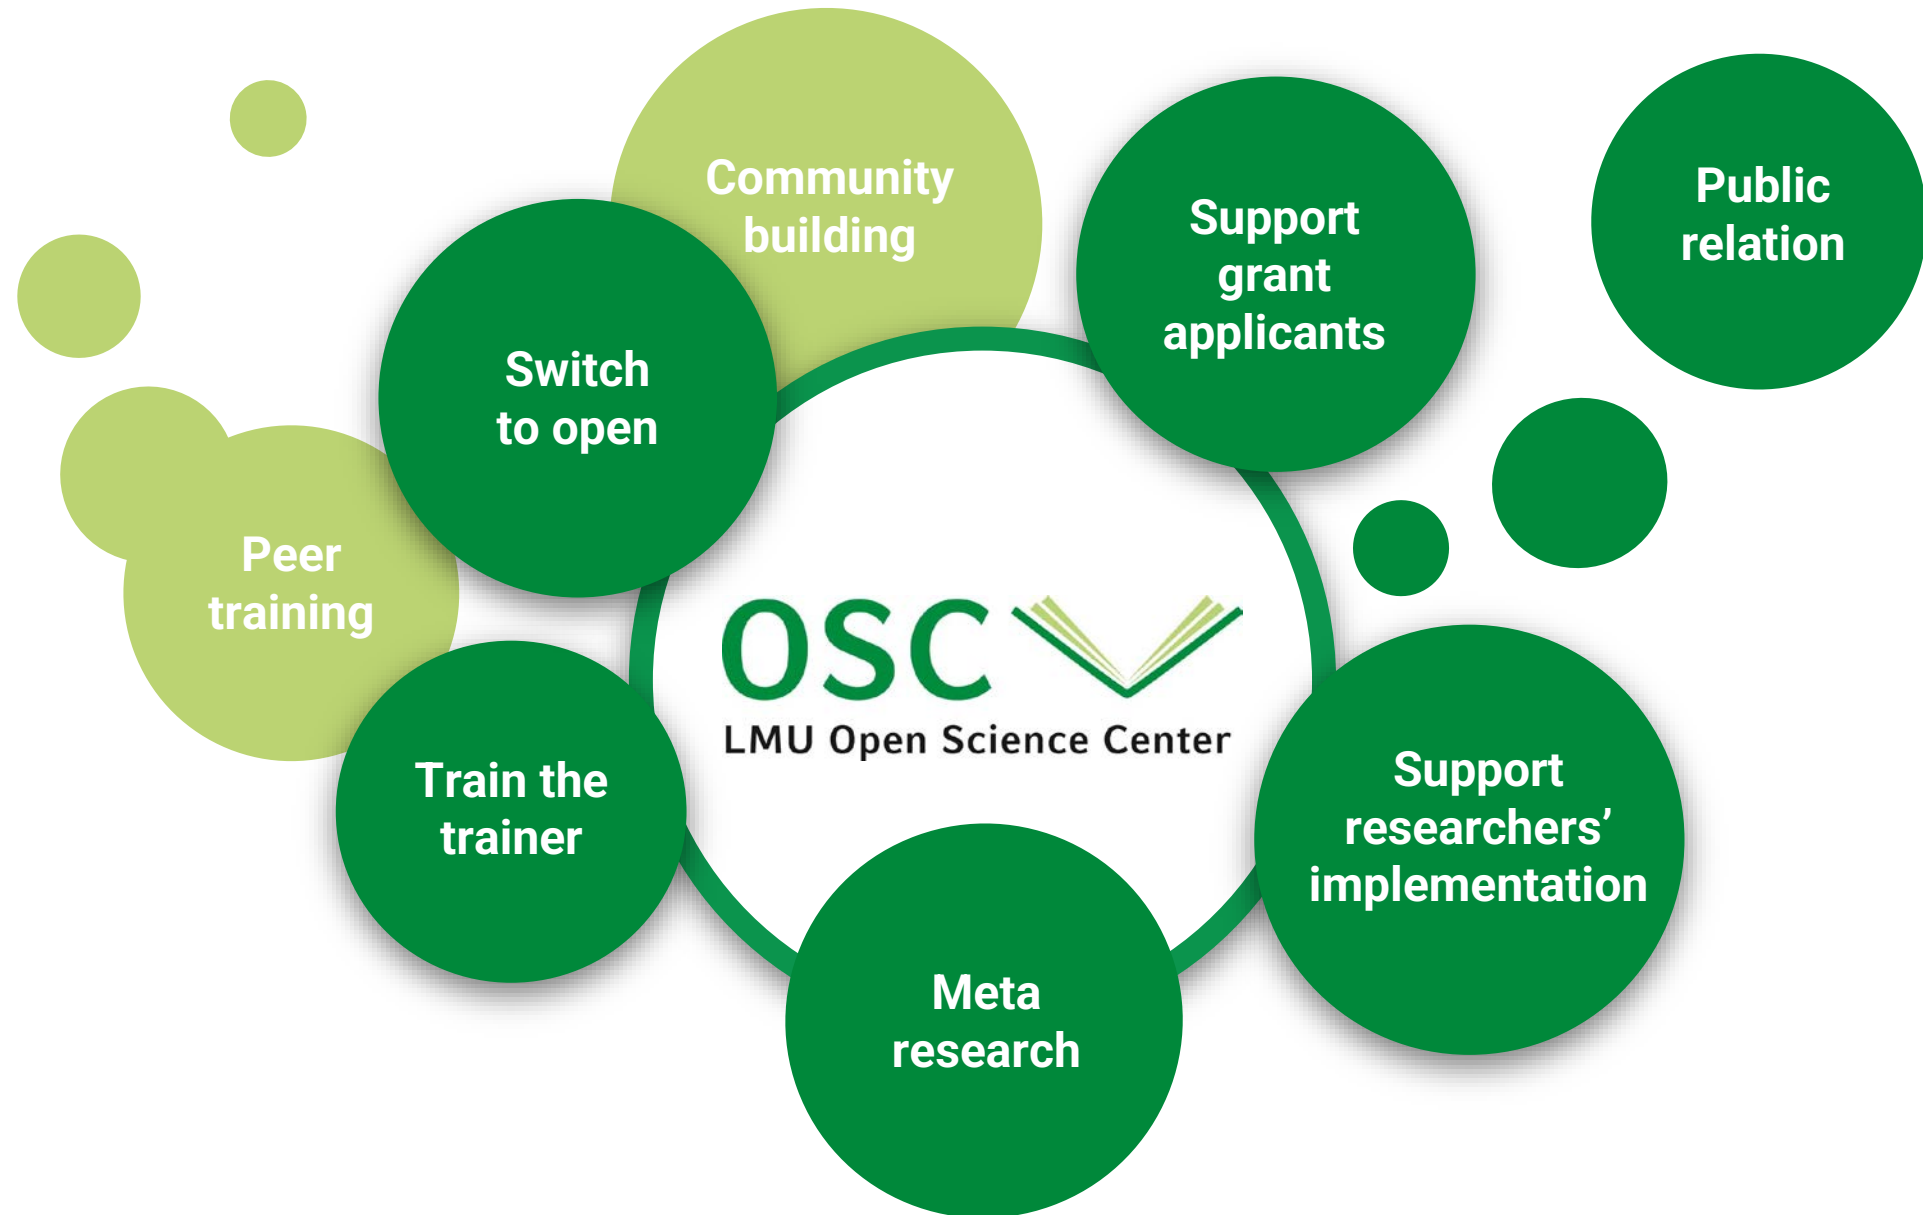 Community
building
Support
grant
applicants
Public
relation
Switch
to open
Peer
training
OSC
LMU Open Science Center
Train the
trainer
Support
researchers’
implementation
Meta
research